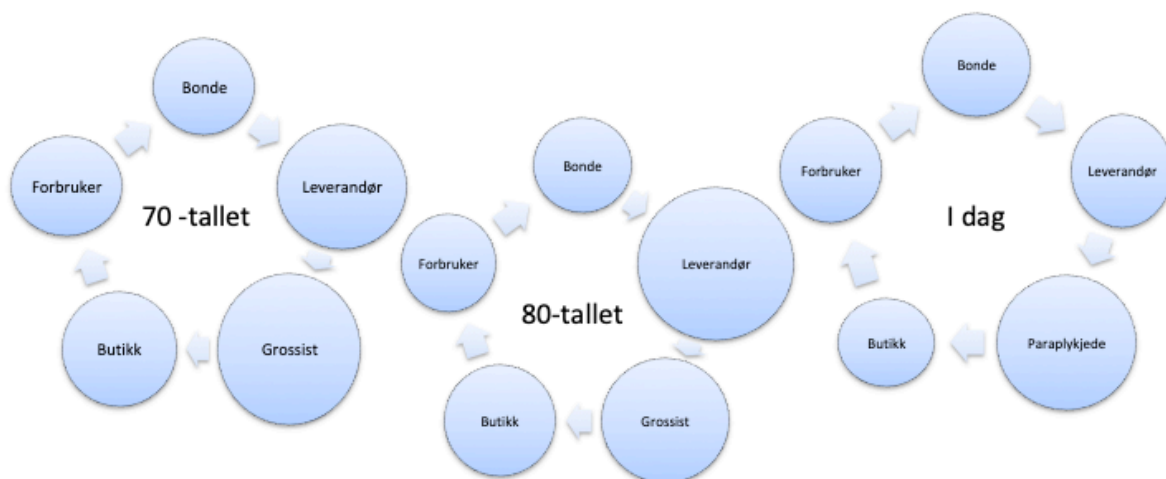 Bonde
Leverandør
Grossist
Butikk
Forbruker
70 -tallet
Bonde
Leverandør
Grossist
Butikk
Forbruker
80-tallet
Bonde
Leverandør
Paraplykjede
Butikk
Forbruker
I dag